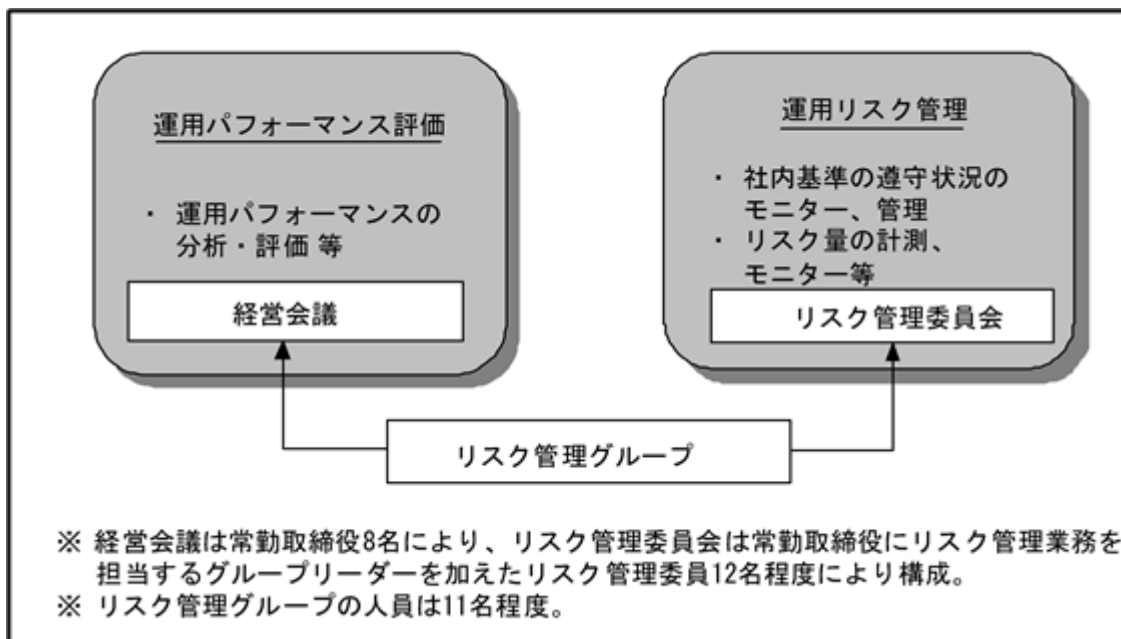 運用パフォーマンス評価
・ 運用パフォーマンスの
分析・評価 等
経営会議
運用リスク管理
・ 社内基準の遵守状況の
モニター、管理
・ リスク量の計測、
モニター等
リスク管理委員会
リスク管理グループ
※ 経営会議は常勤取締役8名により、リスク管理委員会は常勤取締役にリスク管理業務を
担当するグループリーダーを加えたリスク管理委員12名程度により構成。
※ リスク管理グループの人員は11名程度。